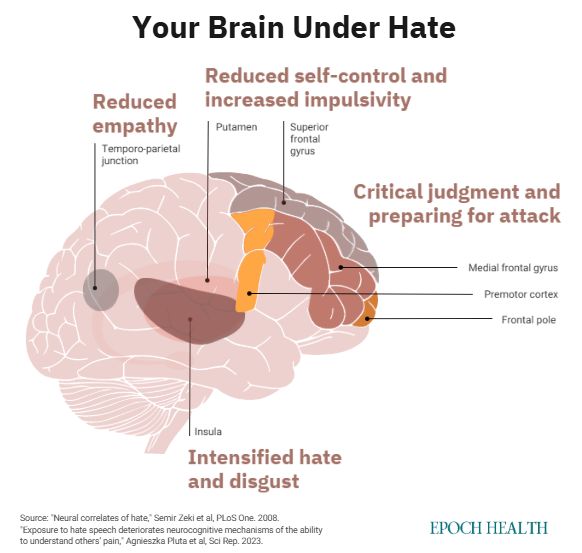 Your Brain Under Hate
Reduced self-control and
increased impulsivity
Reduced
empathy
Putamen
Superior
frontal
gyrus
Temporo-parietal
junction
Critical judgment and
preparing for attack
Medial frontal gyrus
Premotor cortex
Frontal pole
Insula
Intensified hate
and disgust
Source: "Neural correlates of hate," Semir Zeki et al, PLoS One. 2008.
"Exposure to hate speech deteriorates neurocognitive mechanisms of the ability
to understand others' pain," Agnieszka Pluta et al, Sci Rep. 2023.
EPOCH HEALTH